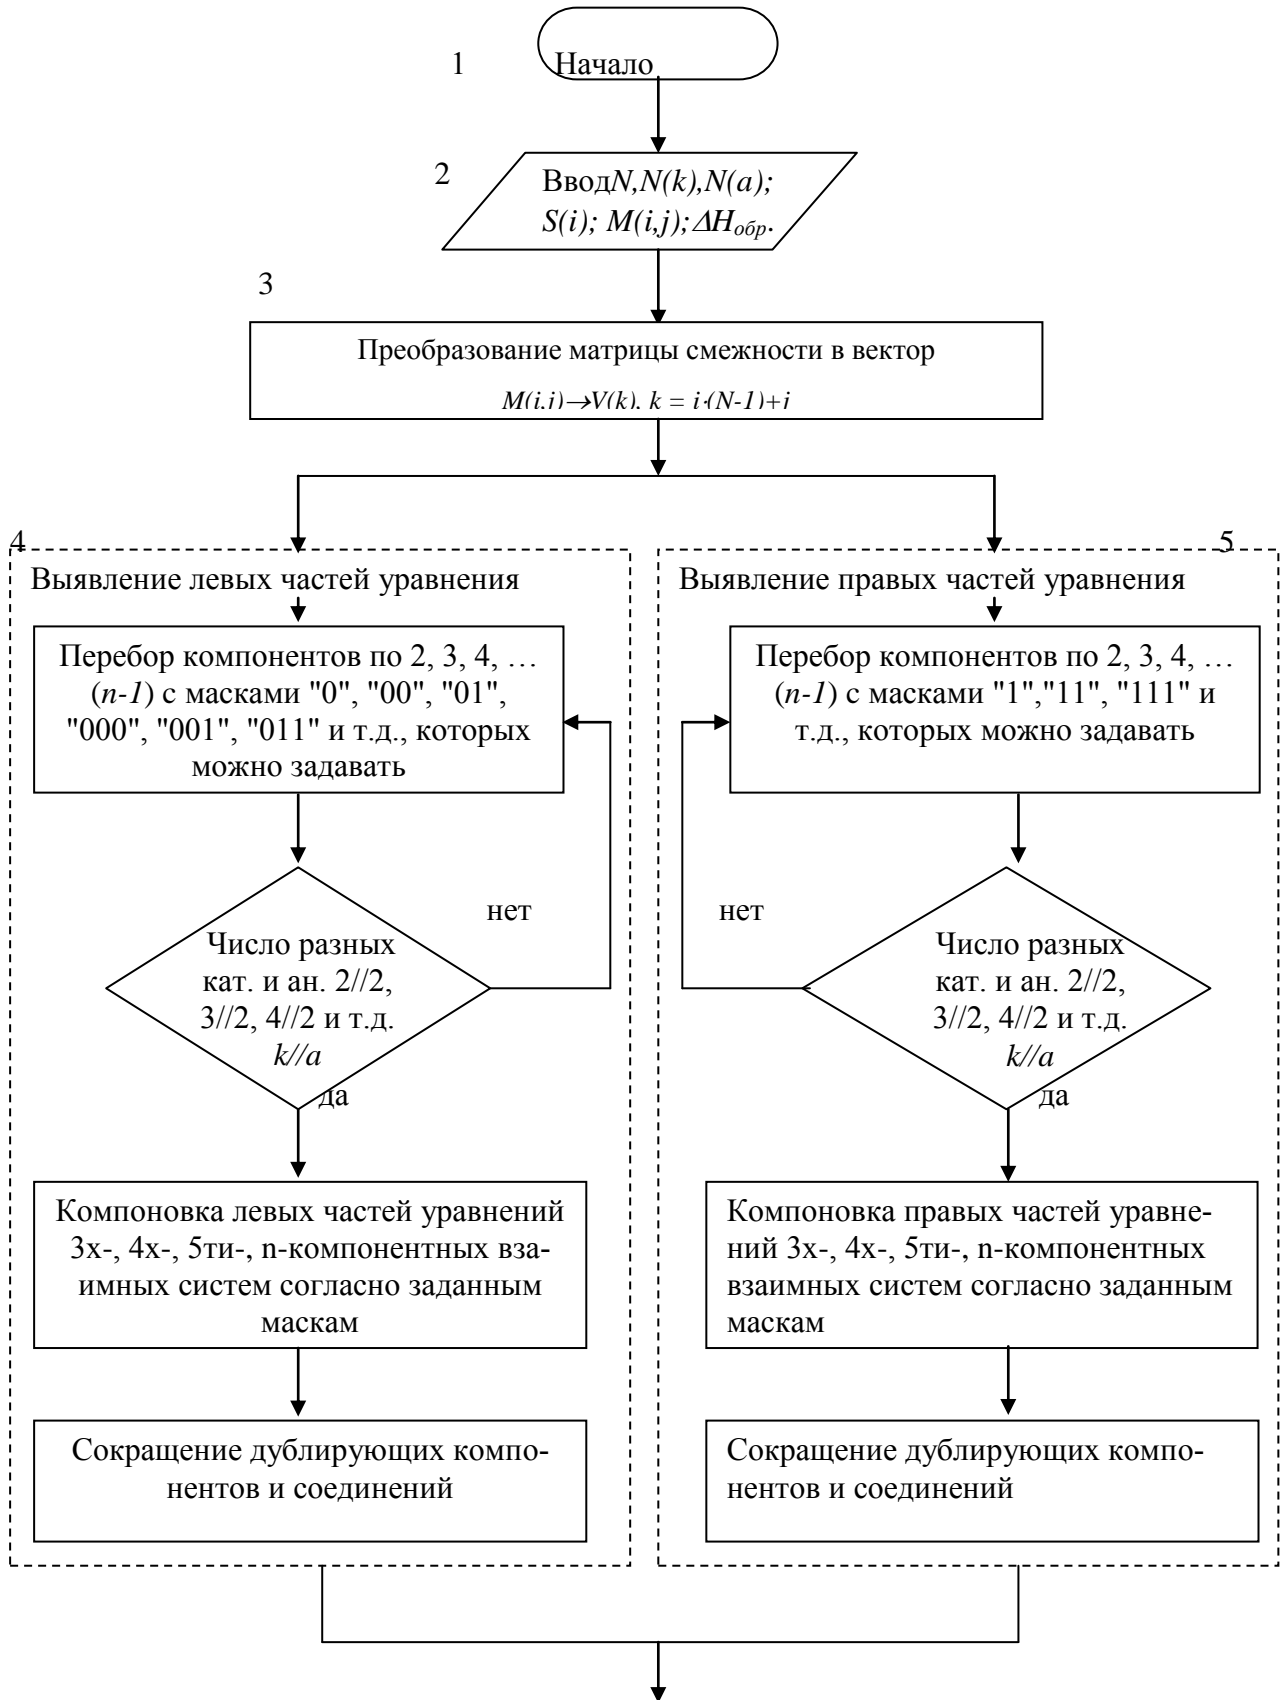 1
Начало
2
ВводN,N(k),N(a);
S(i); M(i,j);ΔHобр.
3
Преобразование матрицы смежности в вектор
M(i,j)→V(k), k = i·(N-1)+j
4
Выявление левых частей уравнения
Перебор компонентов по 2, 3, 4, …
(n-1) с масками "0", "00", "01",
"000", "001", "011" и т.д., которых
можно задавать
нет
Число разных
кат. и ан. 2//2,
3//2, 4//2 и т.д.
k//a
да
Компоновка левых частей уравнений
3х-, 4х-, 5ти-, n-компонентных вза-
имных систем согласно заданным
маскам
Сокращение дублирующих компо-
нентов и соединений
5
Выявление правых частей уравнения
Перебор компонентов по 2, 3, 4, …
(n-1) с масками "1","11", "111" и
т.д., которых можно задавать
нет
Число разных
кат. и ан. 2//2,
3//2, 4//2 и т.д.
k//a
да
Компоновка правых частей уравне-
ний 3х-, 4х-, 5ти-, n-компонентных
взаимных систем согласно заданным
маскам
Сокращение дублирующих компо-
нентов и соединений